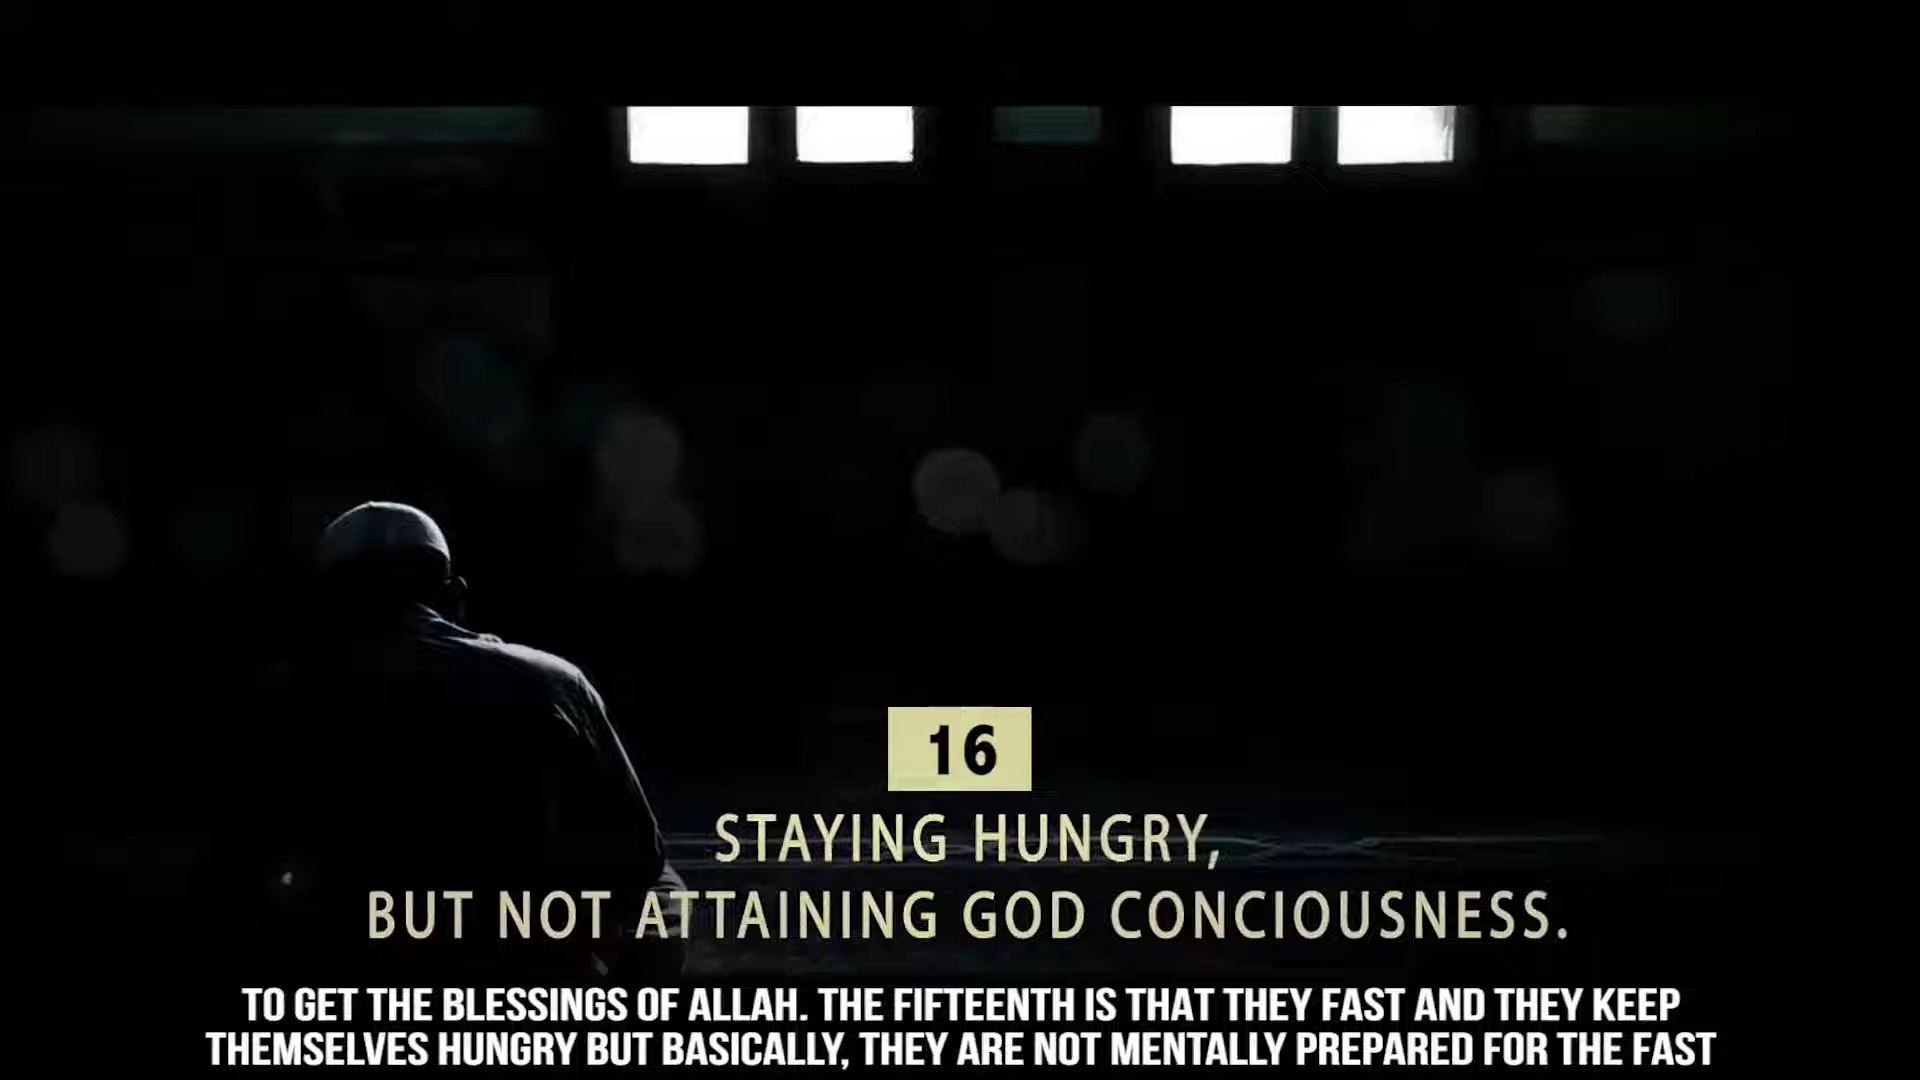 16
STAYING HUNGRY,
BUT NOT ATTAINING GOD CONCIOUSNESS.
TO GET THE BLESSINGS OF ALLAH. THE FIFTEENTH IS THAT THEY FAST AND THEY KEEP
THEMSELVES HUNGRY BUT BASICALLY, THEY ARE NOT MENTALLY PREPARED FOR THE FAST